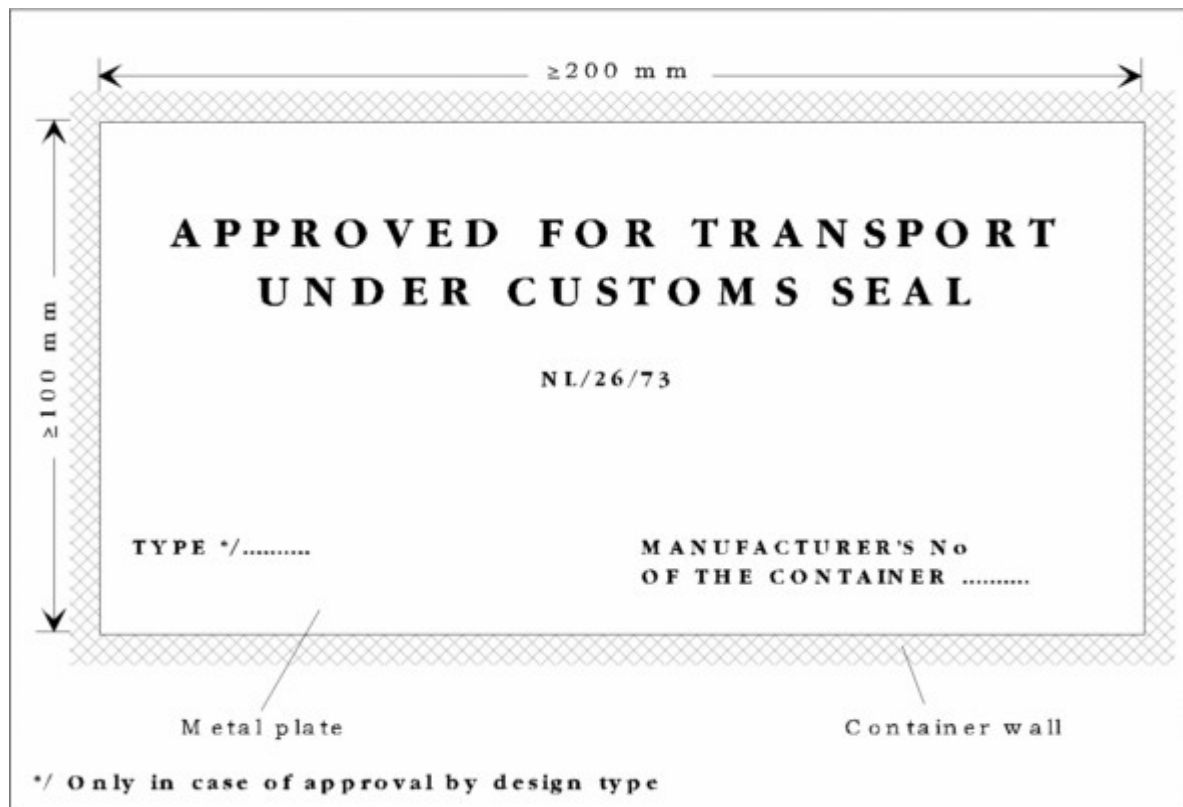 ≥200 mm
≥100 mm
APPROVED FOR TRANSPORT
UNDER CUSTOMS SEAL
NL/26/73
TYPE */..........
MANUFACTURER'S No
OF THE CONTAINER ..........
Metal plate
Container wall
*/ Only in case of approval by design type